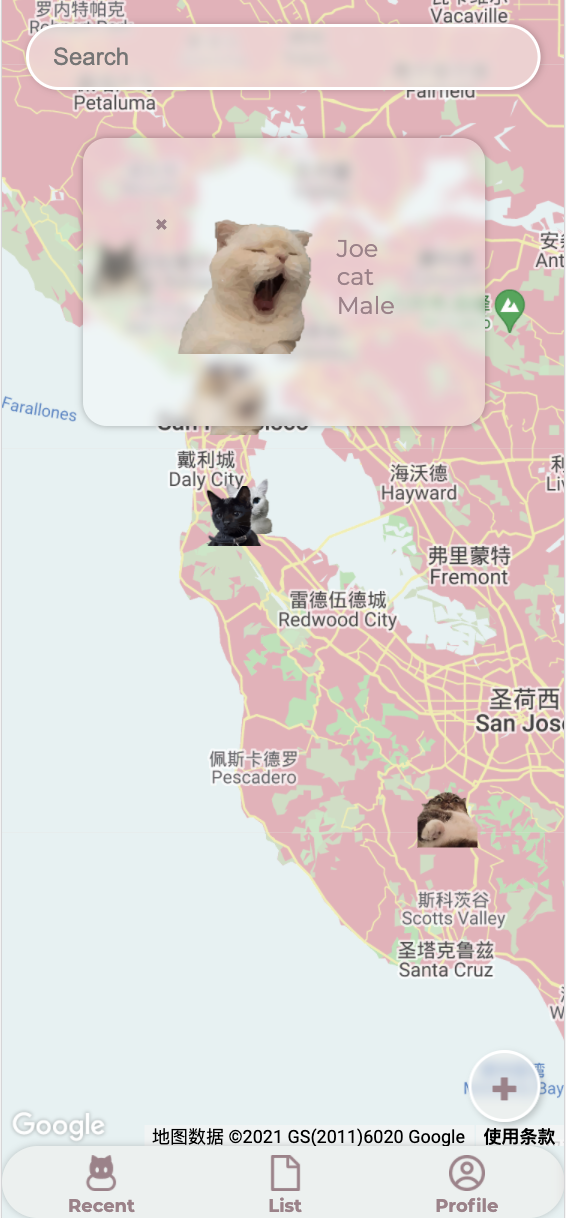 罗内特帕克
Vacaville
Search
Petaluma
Fairfield
Joe
cat
Male
Farallones
戴利城
Daly City
海沃德
Hayward
弗里蒙特
Fremont
雷德伍德城
Redwood City
圣荷西
San Jos
佩斯卡德罗
Pescadero
斯科茨谷
Scotts Valley
圣塔克鲁兹
Santa Cruz
Bay
Google
地图数据 ©2021 GS(2011)6020 Google 使用条款
Recent
List
Profile